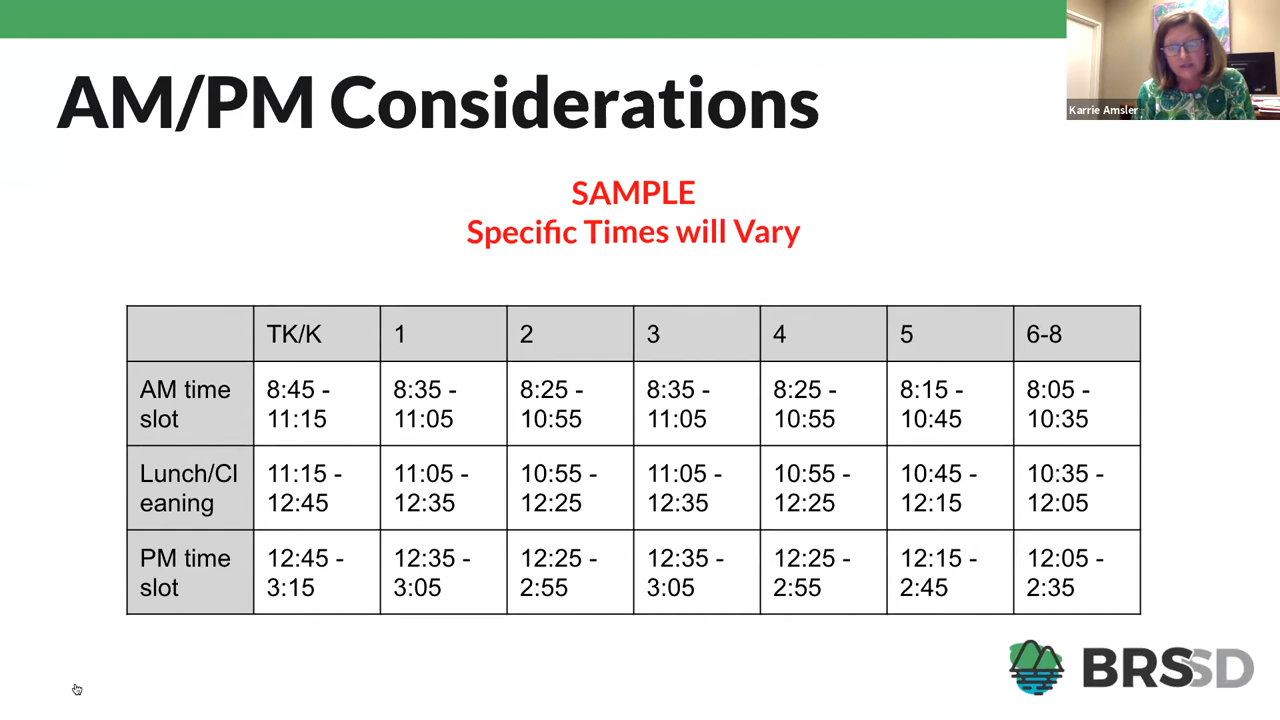 AM/PM Considerations
Karrie Amsler
SAMPLE
Specific Times will Vary
TK/K 1 2 3 4 5 6-8
AM time 8:45 - 8:35 - 8:25 - 8:35 - 8:25 - 8:15 - 8:05 -
slot 11:15 11:05 10:55 11:05 10:55 10:45 10:35
Lunch/Cl 11:15 - 11:05 - 10:55 - 11:05 - 10:55 - 10:45 - 10:35 -
eaning 12:45 12:35 12:25 12:35 12:25 12:15 12:05
PM time 12:45 - 12:35 - 12:25 - 12:35 - 12:25 - 12:15 - 12:05 -
slot 3:15 3:05 2:55 3:05 2:55 2:45 2:35
BRSSD